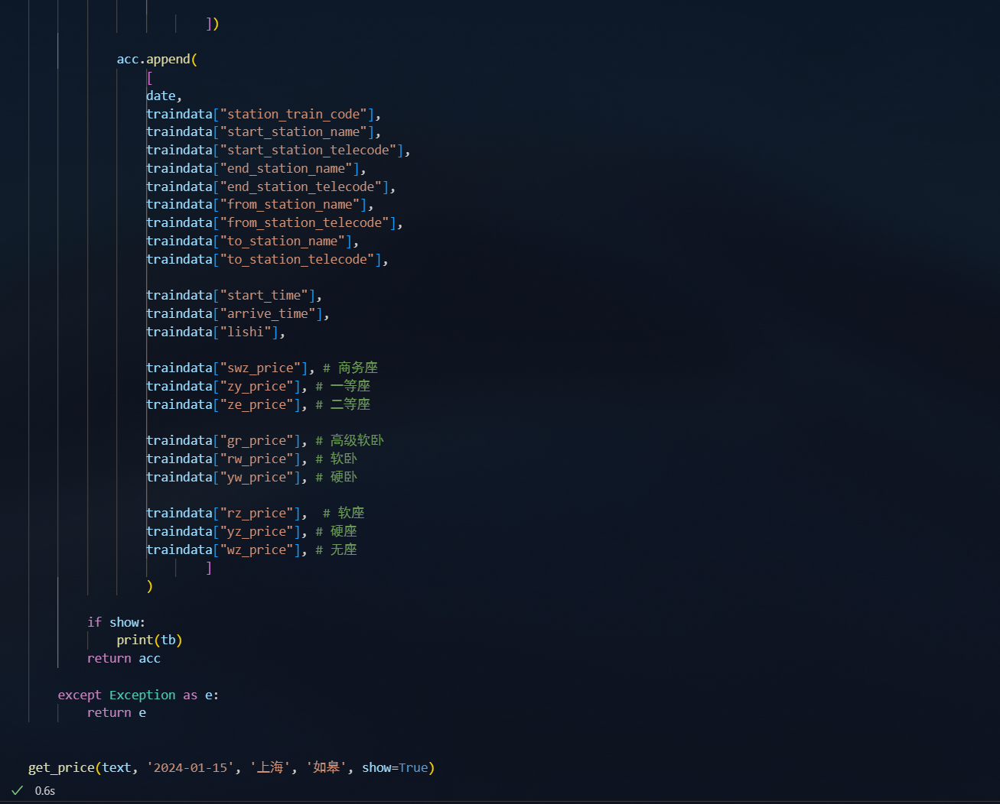 ])
acc.append(
[
date,
traindata["station_train_code"],
traindata["start_station_name"],
traindata["start_station_telecode"],
traindata["end_station_name"],
traindata["end_station_telecode"],
traindata["from_station_name"],
traindata["from_station_telecode"],
traindata["to_station_name"],
traindata["to_station_telecode"],
traindata["start_time"],
traindata["arrive_time"],
traindata["lishi"],
traindata["swz_price"], # 商务座
traindata["zy_price"], # 一等座
traindata["ze_price"], # 二等座
traindata["gr_price"], # 高级软卧
traindata["rw_price"], # 软卧
traindata["yw_price"], # 硬卧
traindata["rz_price"],  # 软座
traindata["yz_price"], # 硬座
traindata["wz_price"], # 无座
]
)
if show:
print(tb)
return acc
except Exception as e:
return e
get_price(text, '2024-01-15', '上海', '如皋', show=True)
0.6s